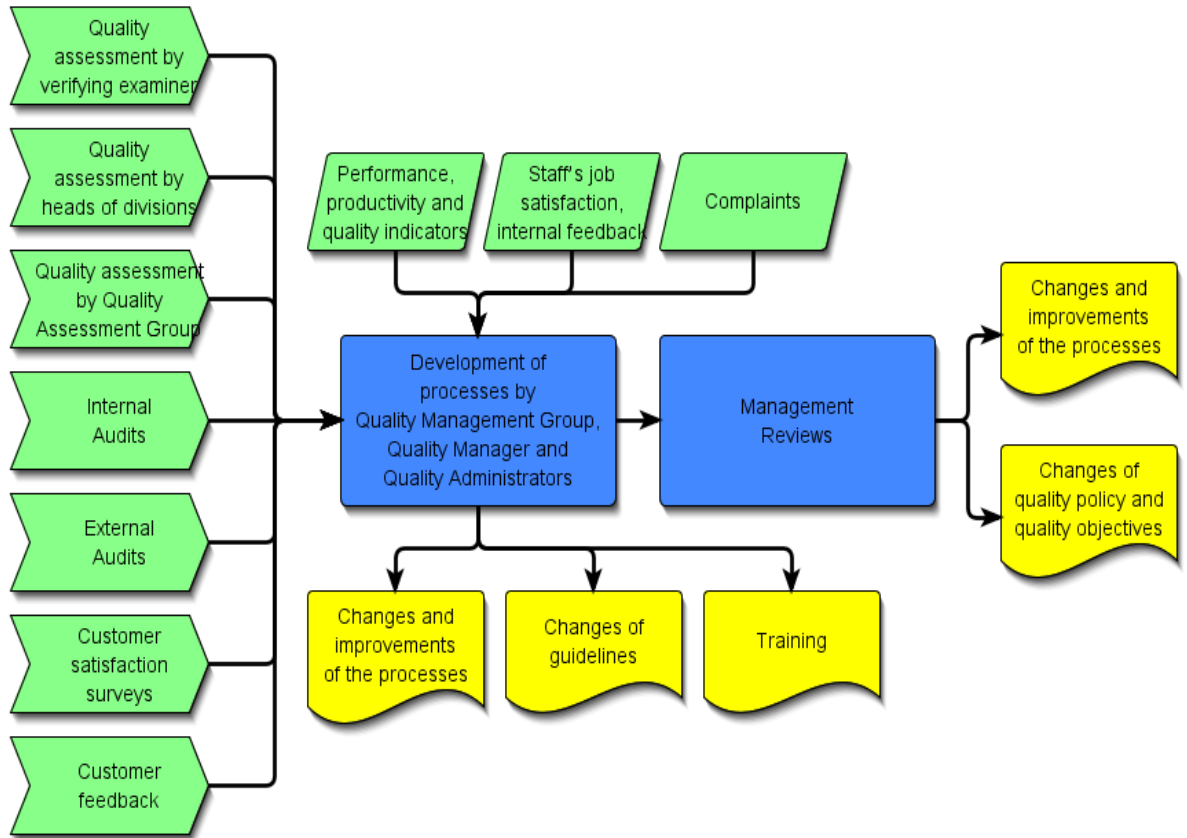 Quality
assessment by
verifying examiner
Quality
assessment by
heads of divisions
Quality assessment
by Quality
Assessment Group
Internal
Audits
External
Audits
Customer
satisfaction
surveys
Customer
feedback
Performance,
productivity and
quality indicators
Staff's job
satisfaction,
internal feedback
Complaints
Development of
processes by
Quality Management Group,
Quality Manager and
Quality Administrators
Management
Reviews
Changes and
improvements
of the processes
Changes of
quality policy and
quality objectives
Changes and
improvements
of the processes
Changes of
guidelines
Training